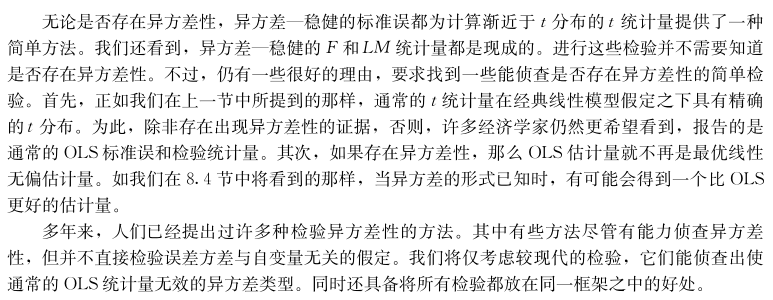 无论是否存在异方差性，异方差—稳健的标准误都为计算渐近于 t 分布的 t 统计量提供了一种
简单方法。我们还看到，异方差—稳健的 F 和LM 统计量都是现成的。进行这些检验并不需要知道
是否存在异方差性。不过，仍有一些很好的理由，要求找到一些能侦查是否存在异方差性的简单检
验。首先，正如我们在上一节中所提到的那样，通常的 t 统计量在经典线性模型假定之下具有精确
的 t 分布。为此，除非存在出现异方差性的证据，否则，许多经济学家仍然更希望看到，报告的是
通常的 OLS 标准误和检验统计量。其次，如果存在异方差性，那么 OLS 估计量就不再是最优线性
无偏估计量。如我们在 8.4 节中将看到的那样，当异方差的形式已知时，有可能会得到一个比 OLS
更好的估计量。
多年来，人们已经提出过许多种检验异方差性的方法。其中有些方法尽管有能力侦查异方差
性，但并不直接检验误差方差与自变量无关的假定。我们将仅考虑较现代的检验，它们能侦查出使
通常的 OLS 统计量无效的异方差类型。同时还具备将所有检验都放在同一框架之中的好处。